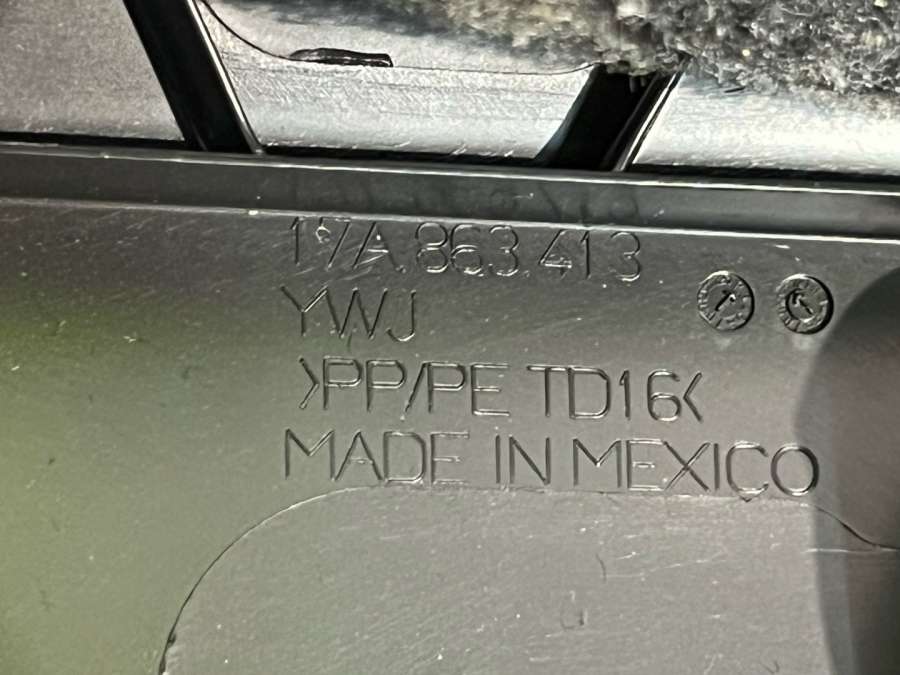 17A.863.413
YWJ
>PP/PE TD16<
MADE IN MEXICO